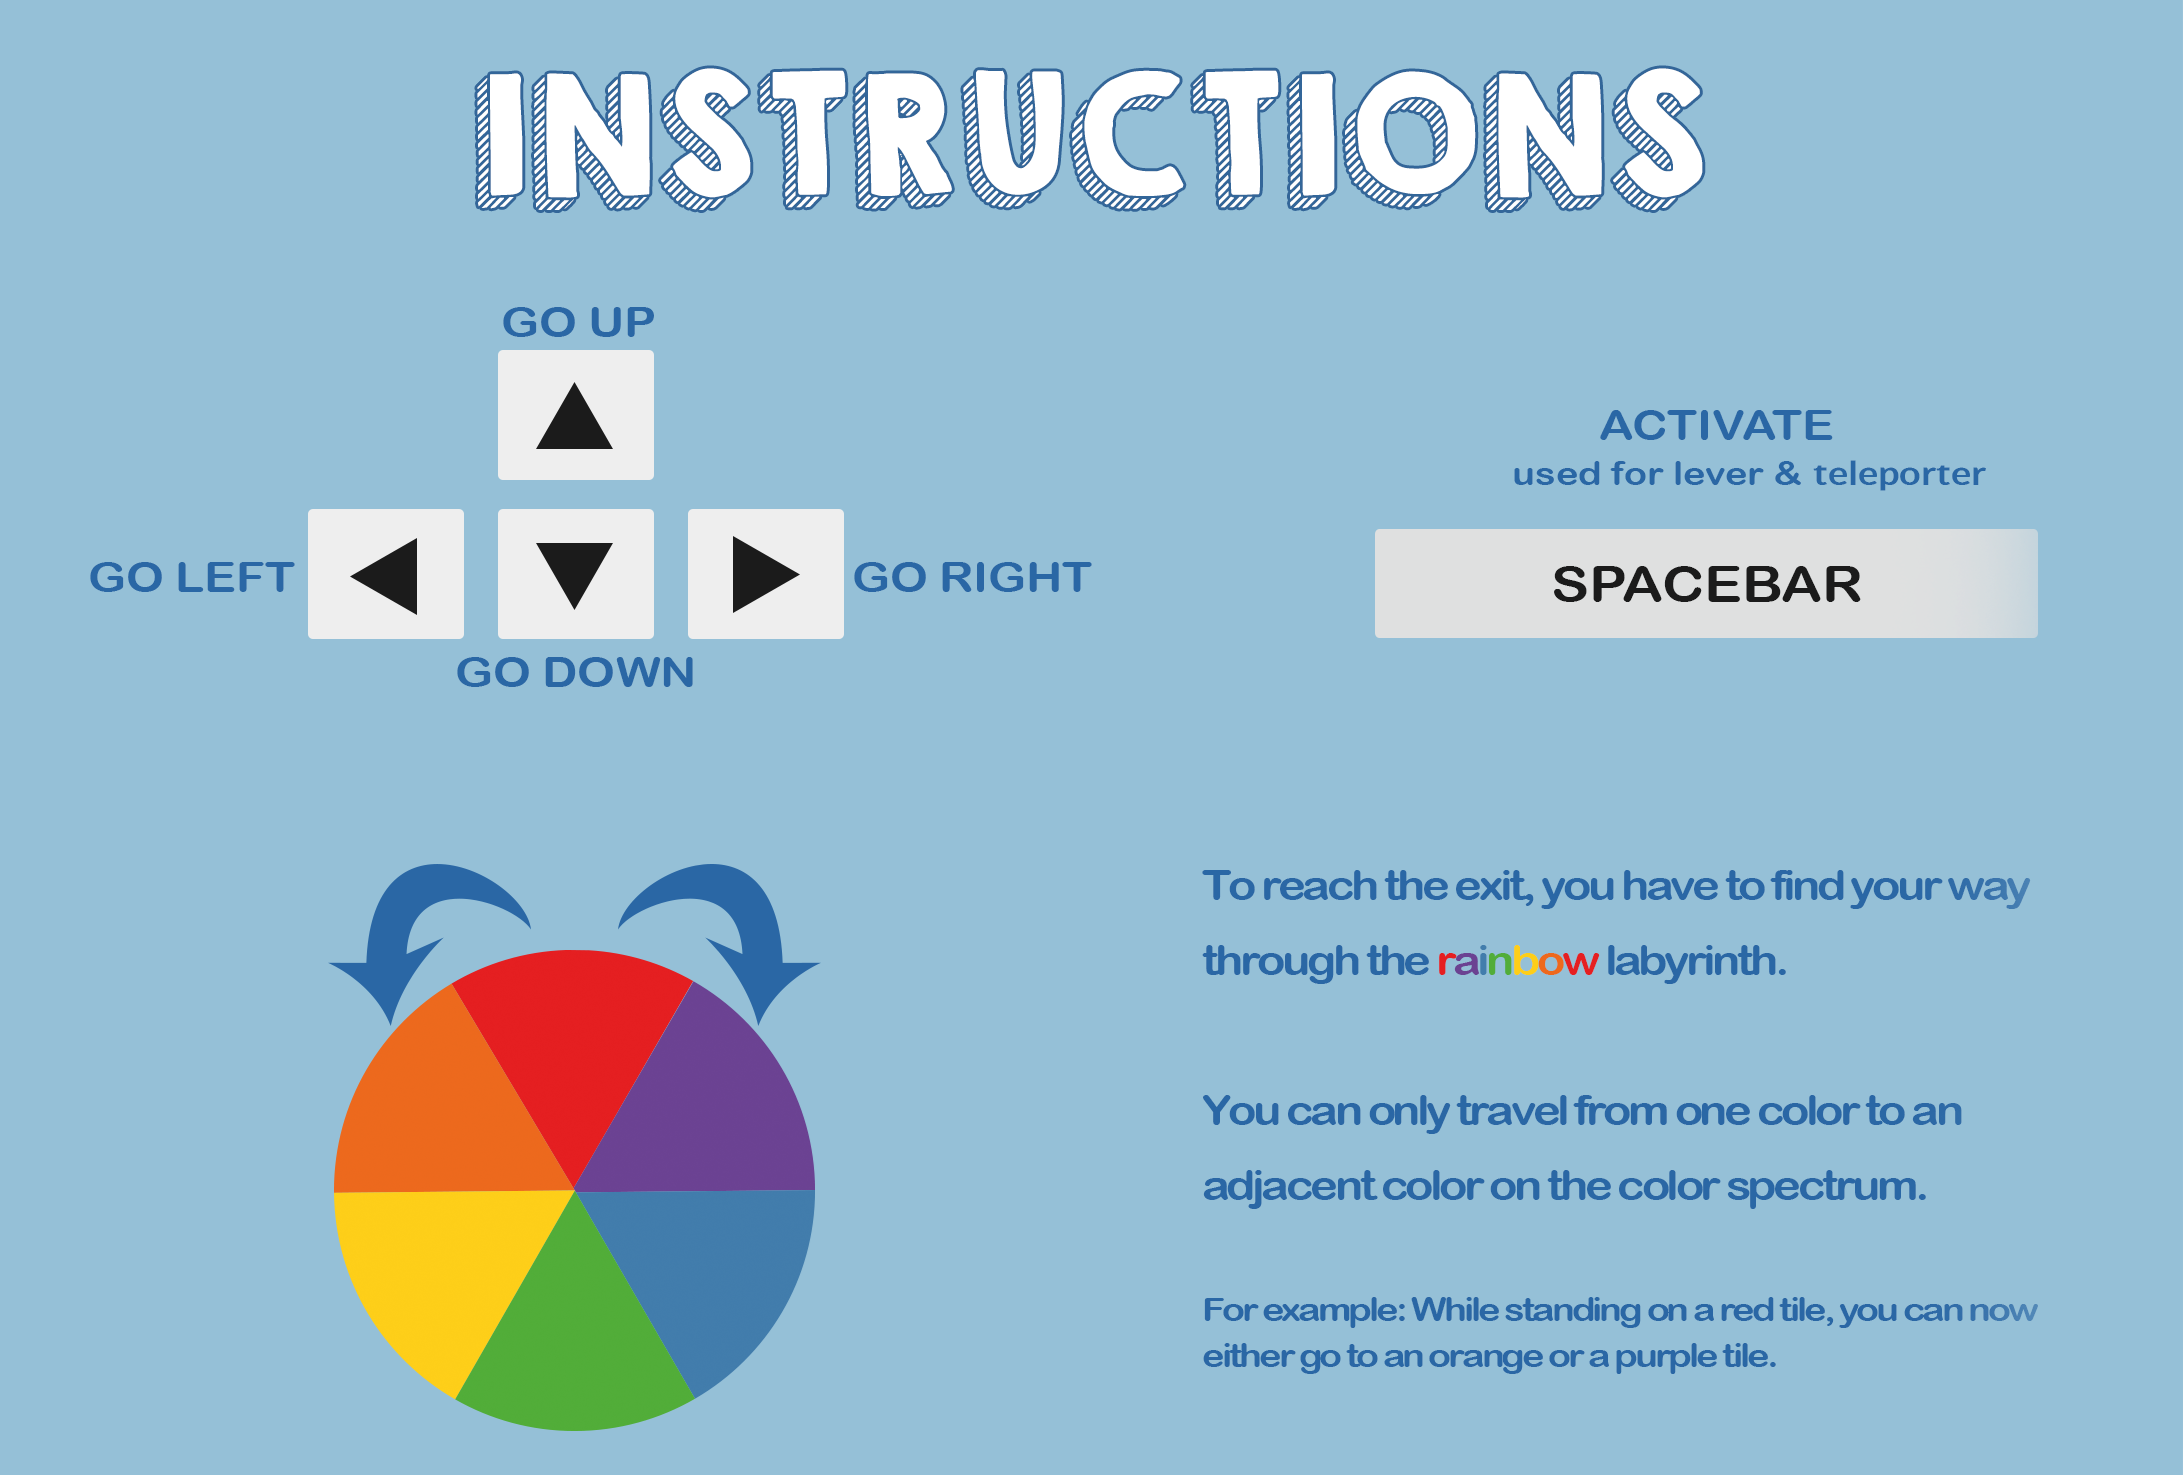 INSTRUCTIONS
GO UP
GO LEFT
GO RIGHT
GO DOWN
ACTIVATE
used for lever & teleporter
SPACEBAR
To reach the exit, you have to find your way
through the rainbow labyrinth.
You can only travel from one color to an
adjacent color on the color spectrum.
For example: While standing on a red tile, you can now
either go to an orange or a purple tile.